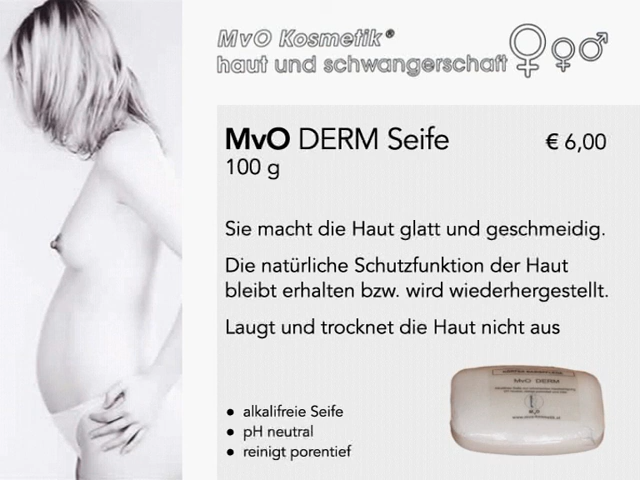 MvO Kosmetik®
haut und schwangerschaft
MvO DERM Seife € 6,00
100 g
Sie macht die Haut glatt und geschmeidig.
Die natürliche Schutzfunktion der Haut
bleibt erhalten bzw. wird wiederhergestellt.
Laugt und trocknet die Haut nicht aus
• alkalifreie Seife
• pH neutral
• reinigt porentief
MvO DERM